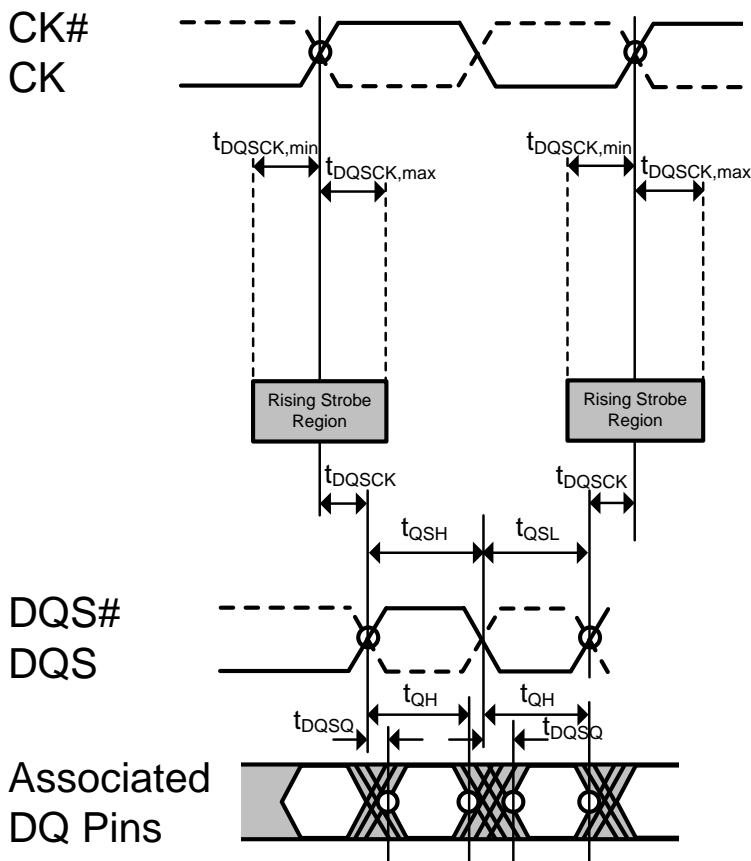 CK#
CK
tDQSCK,min
tDQSCK,max
tDQSCK,min
tDQSCK,max
Rising Strobe
Region
Rising Strobe
Region
tDQSCK
tDQSCK
tQSH
tQSL
DQS#
DQS
tQH
tQH
tDQSQ
tDQSQ
Associated
DQ Pins